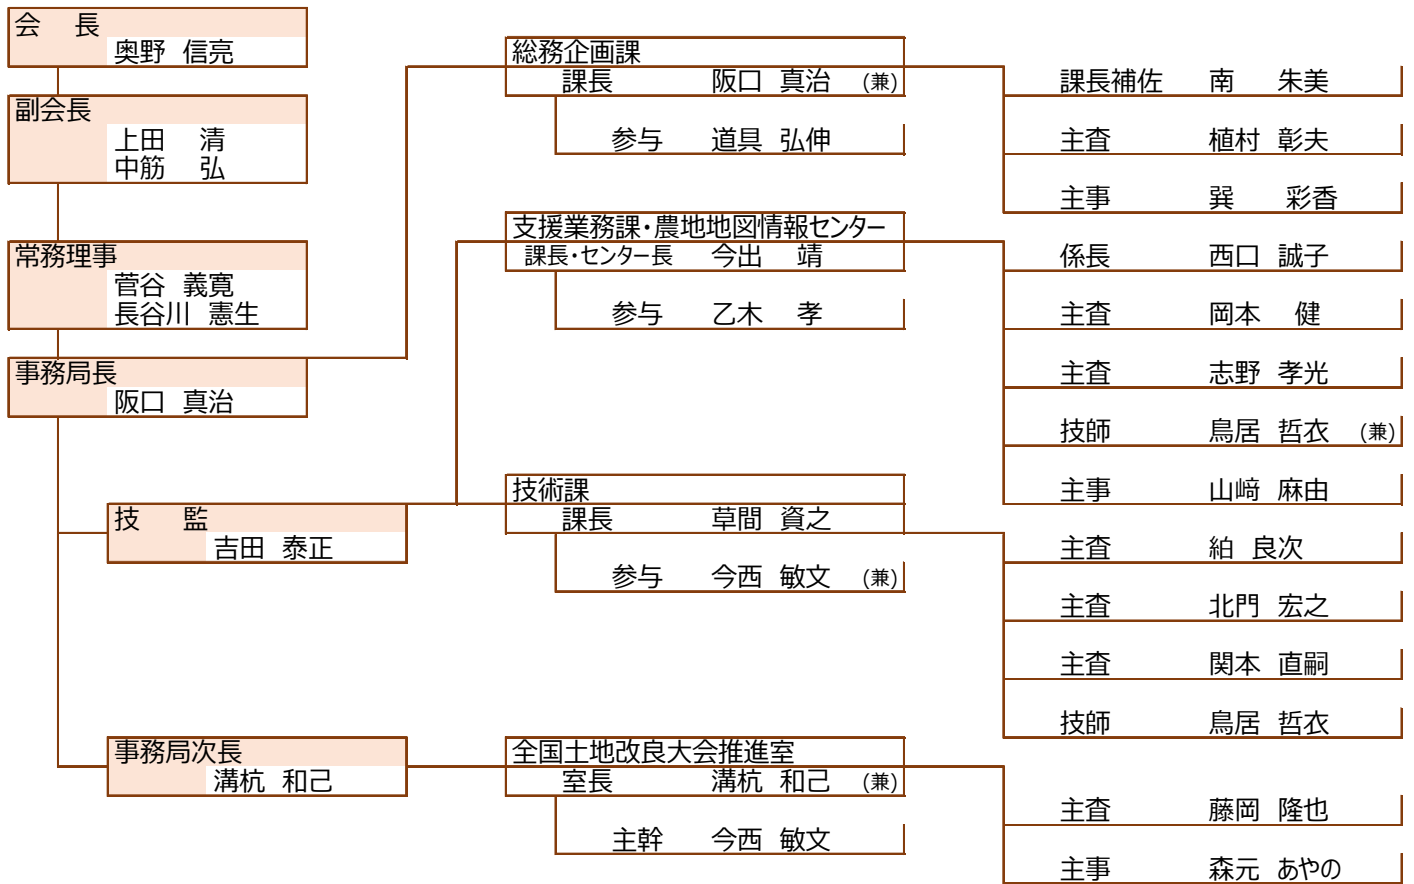 会　長
奥野 信亮
副会長
上田　清
中筋　弘
常務理事
菅谷 義寛
長谷川 憲生
事務局長
阪口 真治
技　監
吉田 泰正
事務局次長
溝杭 和己
総務企画課
課長　阪口 真治 (兼)
参与　道具 弘伸
課長補佐　南　朱美
主査　植村 彰夫
主事　巽　彩香
支援業務課・農地地図情報センター
課長・センター長　今出　靖
参与　乙木　孝
係長　西口 誠子
主査　岡本　健
主査　志野 孝光
技師　鳥居 哲衣 (兼)
主事　山﨑 麻由
技術課
課長　草間 資之
参与　今西 敏文 (兼)
主査　絈 良次
主査　北門 宏之
主査　関本 直嗣
技師　鳥居 哲衣
全国土地改良大会推進室
室長　溝杭 和己 (兼)
主幹　今西 敏文
主査　藤岡 隆也
主事　森元 あやの